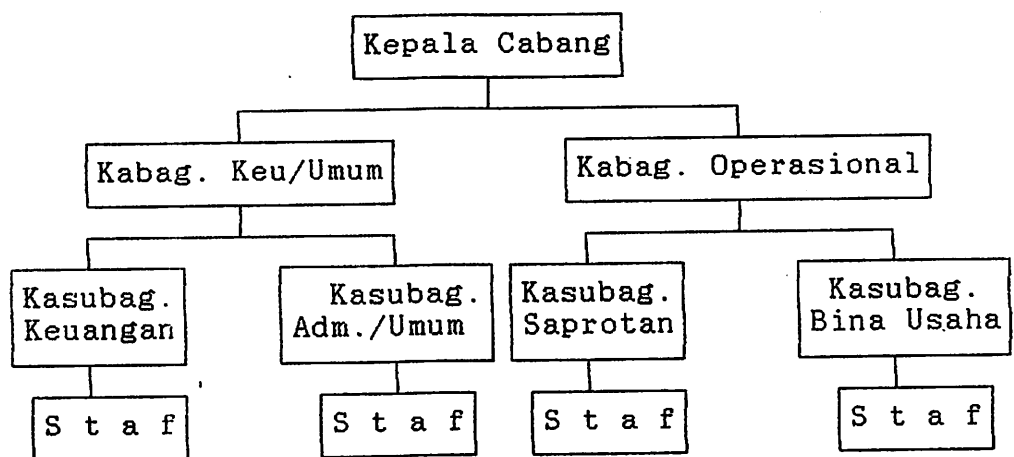 Kepala Cabang
Kabag. Keu/Umum
Kabag. Operasional
Kasubag.
Keuangan
Kasubag.
Adm./Umum
Kasubag.
Saprotan
Kasubag.
Bina Usaha
S t a f
S t a f
S t a f
S t a f